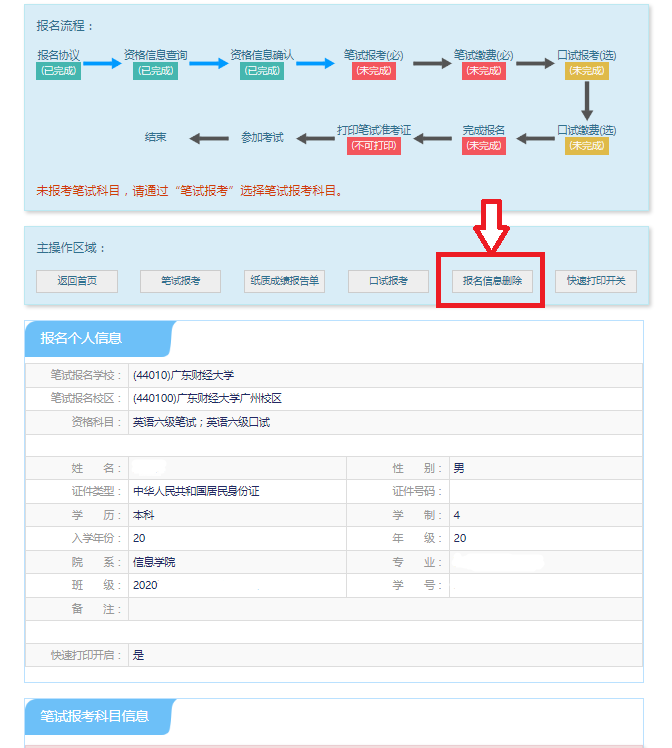 报名流程：
报名协议 资格信息查询 资格信息确认 笔试报考(必) 笔试缴费(必) 口试报考(选)
(已完成) (已完成) (已完成) (未完成) (未完成) (未完成)
结束 参加考试 打印笔试准考证 完成报名 口试缴费(选)
(不可打印) (未完成) (未完成)
未报考笔试科目，请通过“笔试报考”选择笔试报考科目。
主操作区域：
返回首页 笔试报考 纸质成绩报告单 口试报考 报名信息删除 快速打印开关
报名个人信息
笔试报名学校： (44010)广东财经大学
笔试报名校区： (440100)广东财经大学广州校区
资格科目： 英语六级笔试；英语六级口试
姓 名： 性 别： 男
证件类型： 中华人民共和国居民身份证 证件号码：
学 历： 本科 学 制： 4
入学年份： 20 年 级： 20
院 系： 信息学院 专 业：
班 级： 2020 学 号：
备 注：
快速打印开启： 是
笔试报考科目信息